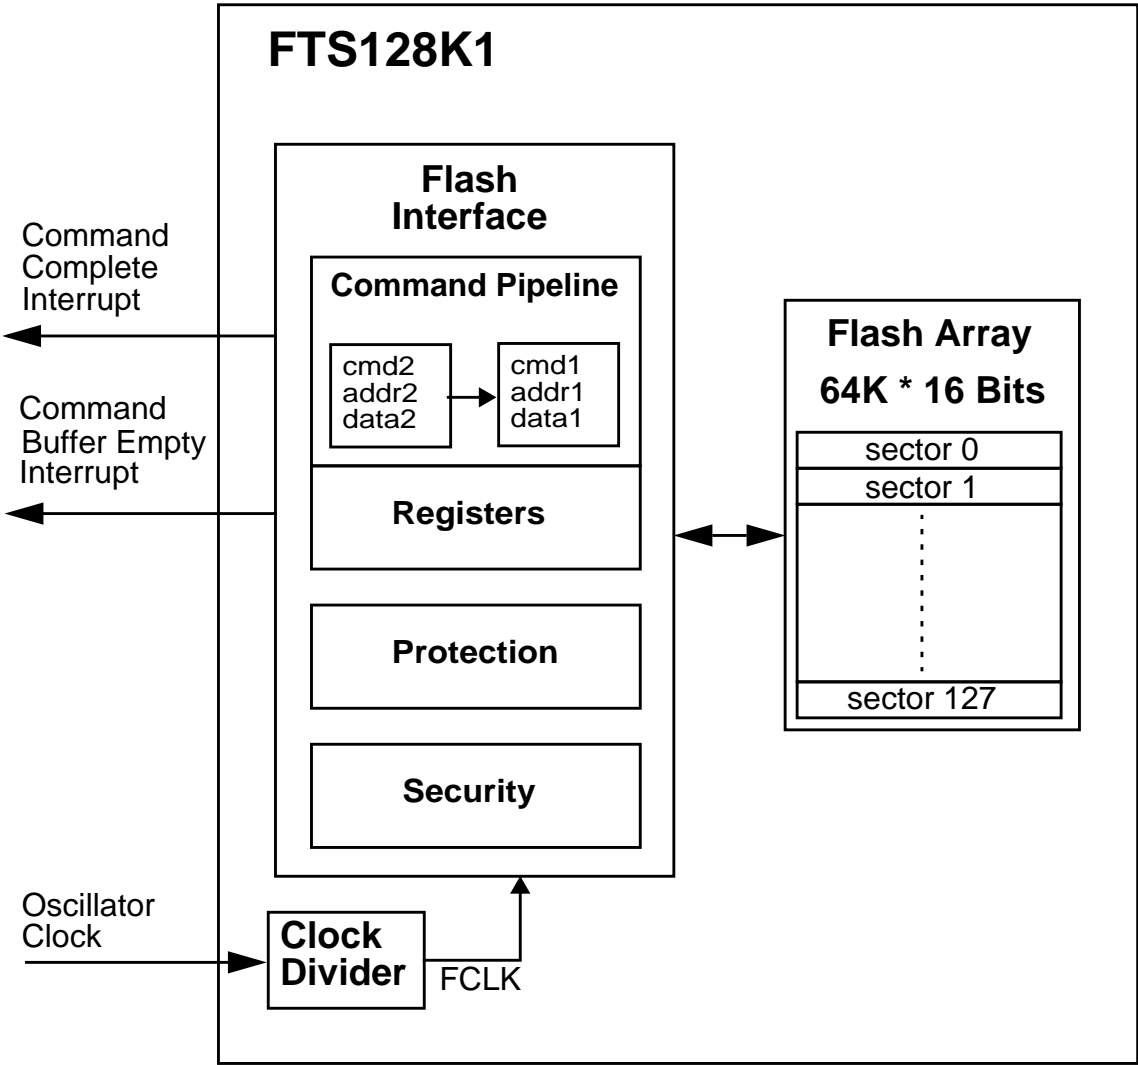 FTS128K1
Flash
Interface
Command
Complete
Interrupt
Command Pipeline
cmd2
addr2
data2
cmd1
addr1
data1
Command
Buffer Empty
Interrupt
Registers
Protection
Security
Flash Array
64K * 16 Bits
sector 0
sector 1
sector 127
Oscillator
Clock
Clock
Divider
FCLK